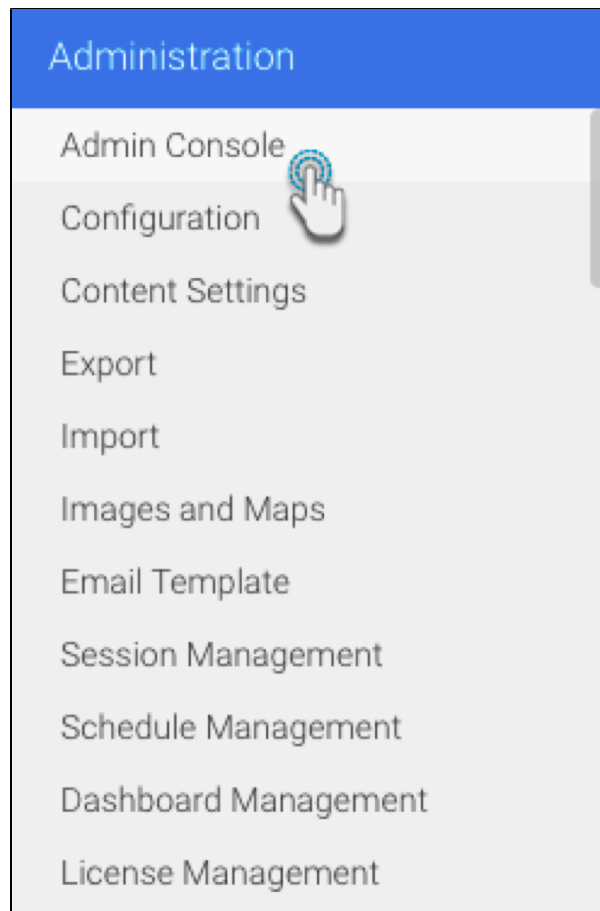 Administration
Admin Console
Configuration
Content Settings
Export
Import
Images and Maps
Email Template
Session Management
Schedule Management
Dashboard Management
License Management